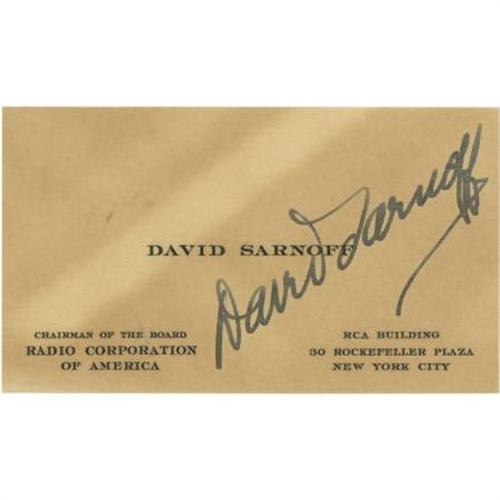 DAVID SARNOFF
David Sarnoff
CHAIRMAN OF THE BOARD
RADIO CORPORATION
OF AMERICA
RCA BUILDING
30 ROCKEFELLER PLAZA
NEW YORK CITY